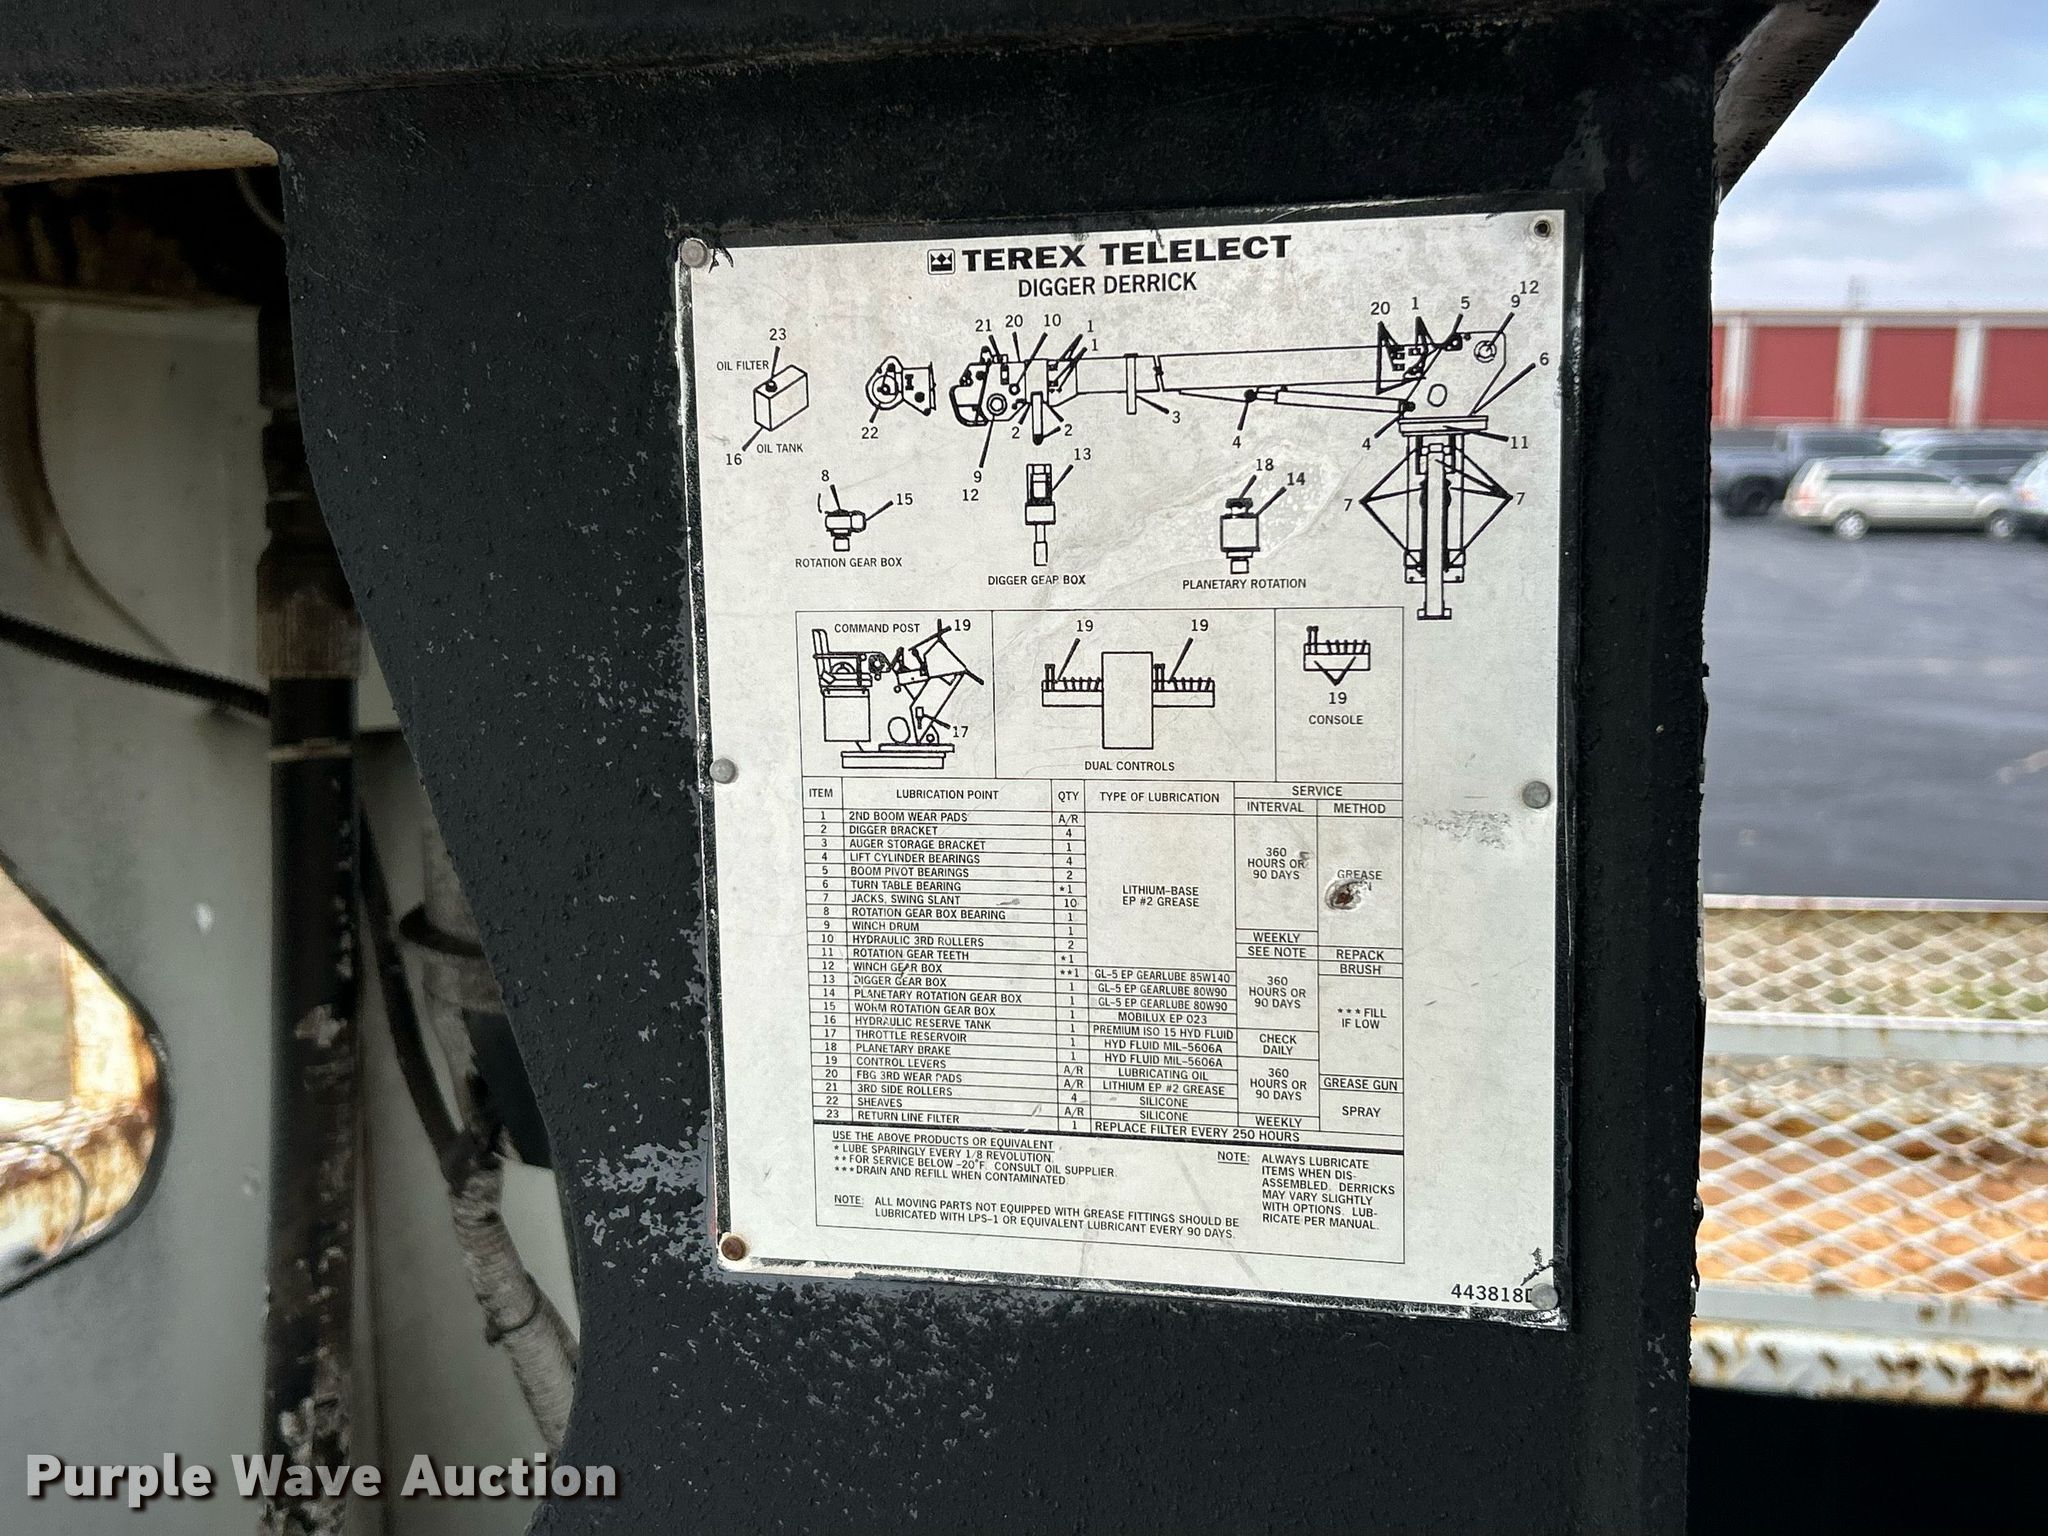 TEREX TELELECT
DIGGER DERRICK
23
OIL FILTER
16 OIL TANK
22
21 20 10 1
1
2 2
3
9
12
4
20 1 5 9 12
6
4
11
7 7
8 15
ROTATION GEAR BOX
13
DIGGER GEAR BOX
18
14
PLANETARY ROTATION
COMMAND POST 19
17
19 19
DUAL CONTROLS
19
CONSOLE
ITEM LUBRICATION POINT QTY TYPE OF LUBRICATION SERVICE
INTERVAL METHOD
1 2ND BOOM WEAR PADS A/R
2 DIGGER BRACKET 4
3 AUGER STORAGE BRACKET 1
4 LIFT CYLINDER BEARINGS 4
5 BOOM PIVOT BEARINGS 2
6 TURN TABLE BEARING *1
7 JACKS, SWING SLANT 10
8 ROTATION GEAR BOX BEARING 1
9 WINCH DRUM 1
10 HYDRAULIC 3RD ROLLERS 2
11 ROTATION GEAR TEETH *1
12 WINCH GEAR BOX **1 GL-5 EP GEARLUBE 85W140
13 DIGGER GEAR BOX 1 GL-5 EP GEARLUBE 80W90
14 PLANETARY ROTATION GEAR BOX 1 GL-5 EP GEARLUBE 80W90
15 WORM ROTATION GEAR BOX 1 MOBILUX EP 023
16 HYDRAULIC RESERVE TANK 1 PREMIUM ISO 15 HYD FLUID
17 THROTTLE RESERVOIR 1 HYD FLUID MIL-5606A
18 PLANETARY BRAKE 1 HYD FLUID MIL-5606A
19 CONTROL LEVERS A/R LUBRICATING OIL
20 FBG 3RD WEAR PADS A/R LITHIUM EP #2 GREASE
21 3RD SIDE ROLLERS 4 SILICONE
22 SHEAVES A/R SILICONE
23 RETURN LINE FILTER 1 REPLACE FILTER EVERY 250 HOURS
LITHIUM-BASE
EP #2 GREASE
360
HOURS OR
90 DAYS
WEEKLY
SEE NOTE
360
HOURS OR
90 DAYS
CHECK
DAILY
360
HOURS OR
90 DAYS
WEEKLY
GREASE
REPACK
BRUSH
***FILL
IF LOW
GREASE GUN
SPRAY
USE THE ABOVE PRODUCTS OR EQUIVALENT
* LUBE SPARINGLY EVERY 1/8 REVOLUTION.
**FOR SERVICE BELOW -20°F. CONSULT OIL SUPPLIER.
***DRAIN AND REFILL WHEN CONTAMINATED.
NOTE: ALL MOVING PARTS NOT EQUIPPED WITH GREASE FITTINGS SHOULD BE
LUBRICATED WITH LPS-1 OR EQUIVALENT LUBRICANT EVERY 90 DAYS.
NOTE: ALWAYS LUBRICATE
ITEMS WHEN DIS-
ASSEMBLED. DERRICKS
MAY VARY SLIGHTLY
WITH OPTIONS. LUB-
RICATE PER MANUAL.
443818D
Purple Wave Auction